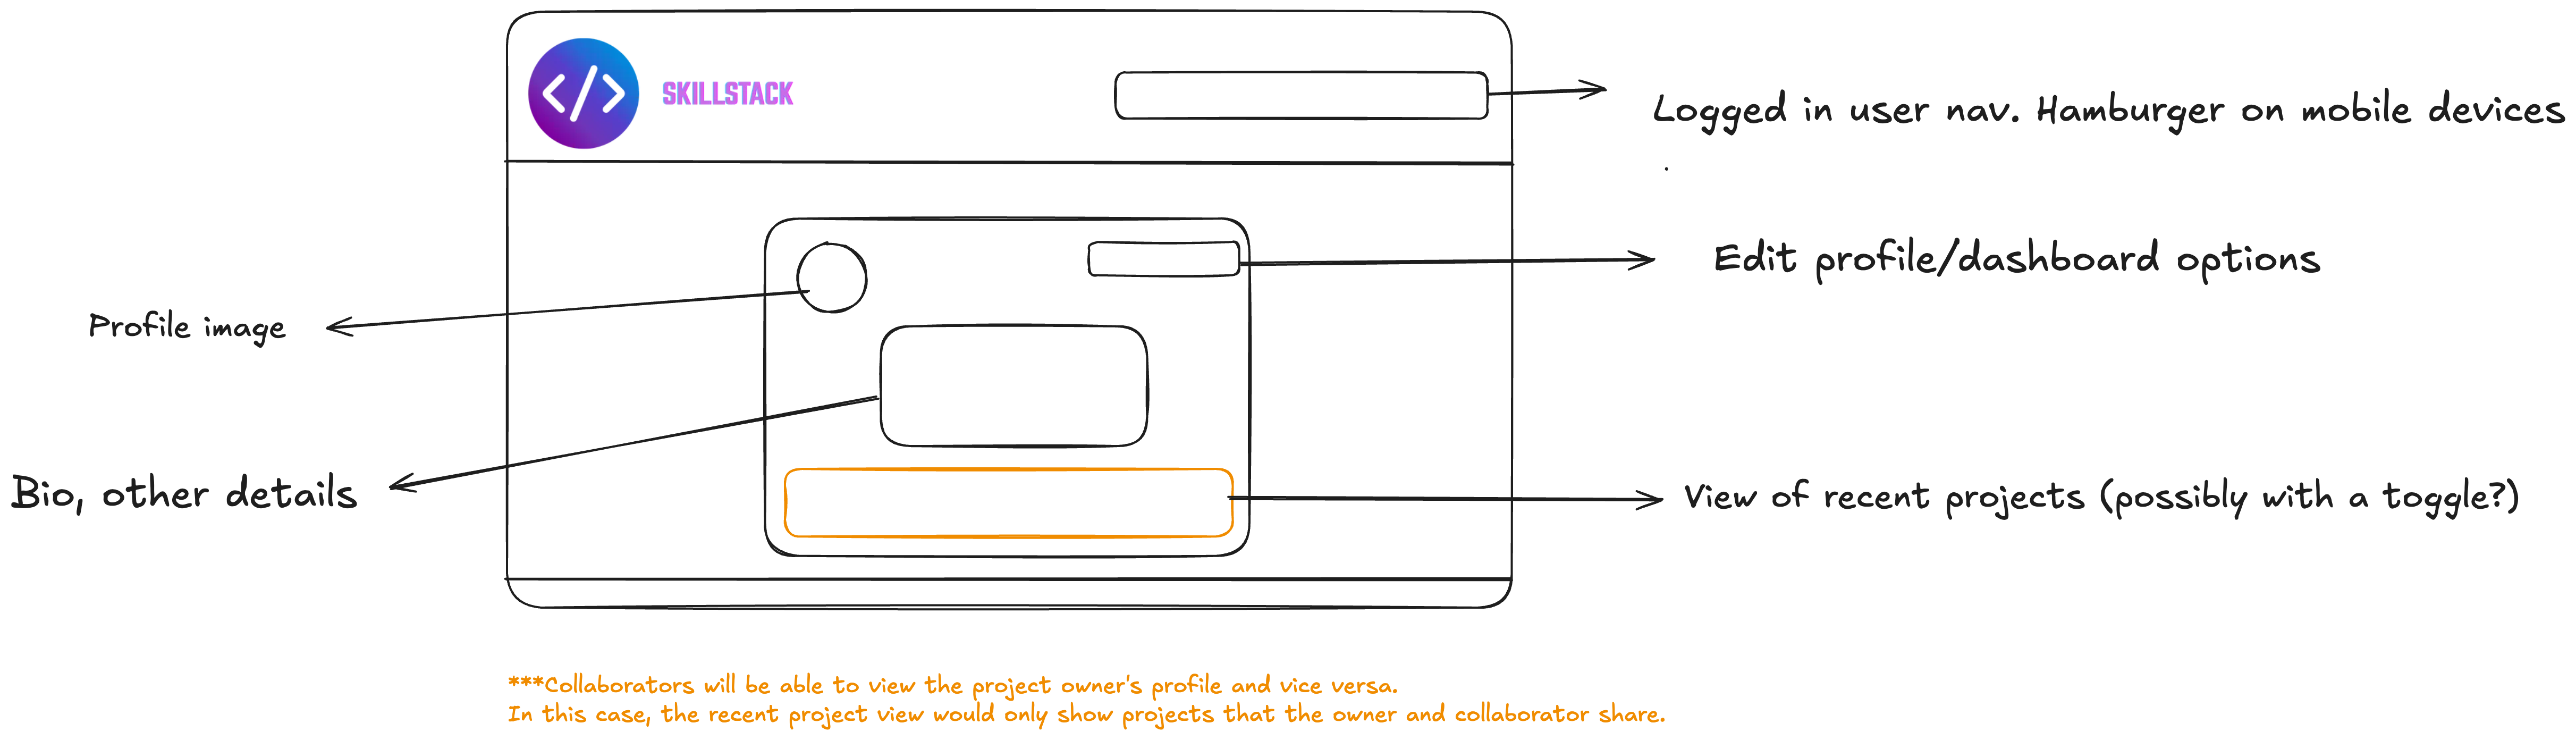 </>
SKILLSTACK
Logged in user nav. Hamburger on mobile devices
.
Edit profile/dashboard options
Profile image
Bio, other details
View of recent projects (possibly with a toggle?)
***Collaborators will be able to view the project owner's profile and vice versa.
In this case, the recent project view would only show projects that the owner and collaborator share.